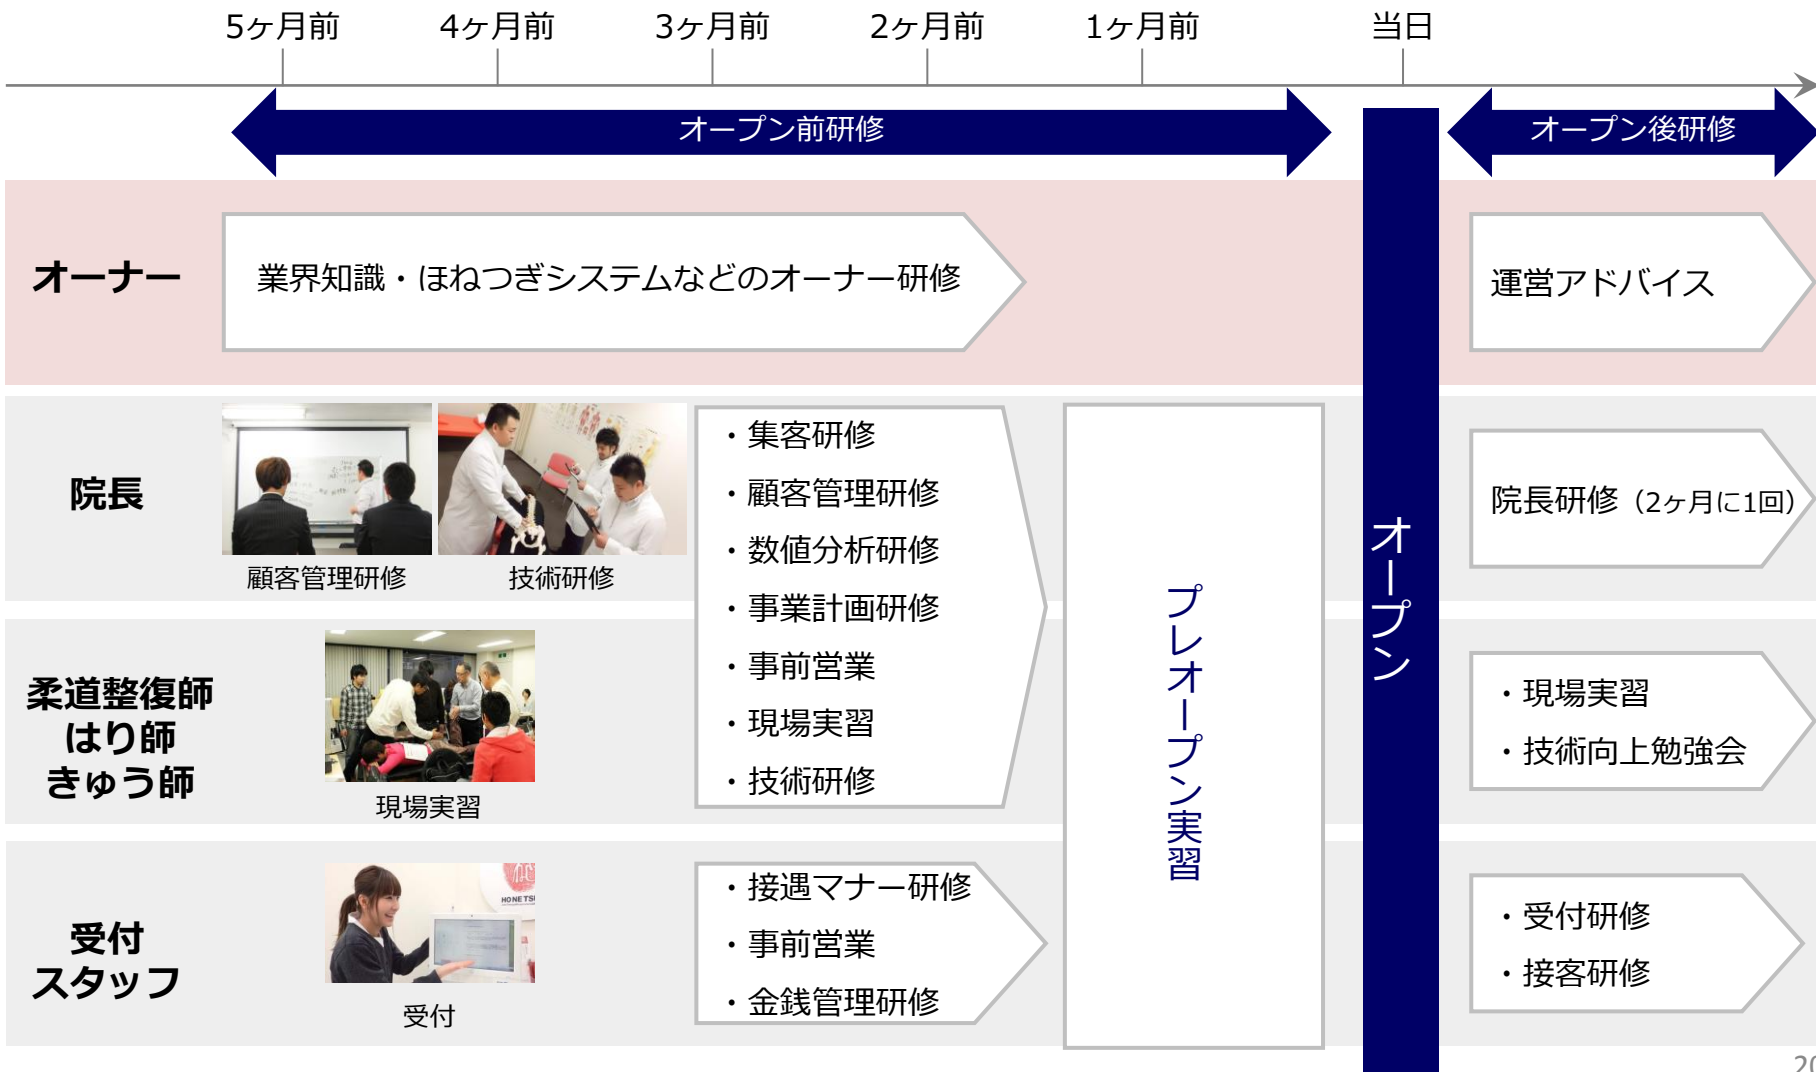 5ヶ月前
4ヶ月前
3ヶ月前
2ヶ月前
1ヶ月前
当日
オープン前研修
オープン後研修
オーナー
業界知識・ほねつぎシステムなどのオーナー研修
運営アドバイス
院長
顧客管理研修
技術研修
・集客研修
・顧客管理研修
・数値分析研修
・事業計画研修
・事前営業
・現場実習
・技術研修
プレオープン実習
オープン
院長研修（2ヶ月に1回）
柔道整復師
はり師
きゅう師
現場実習
・現場実習
・技術向上勉強会
受付
スタッフ
受付
・接遇マナー研修
・事前営業
・金銭管理研修
・受付研修
・接客研修